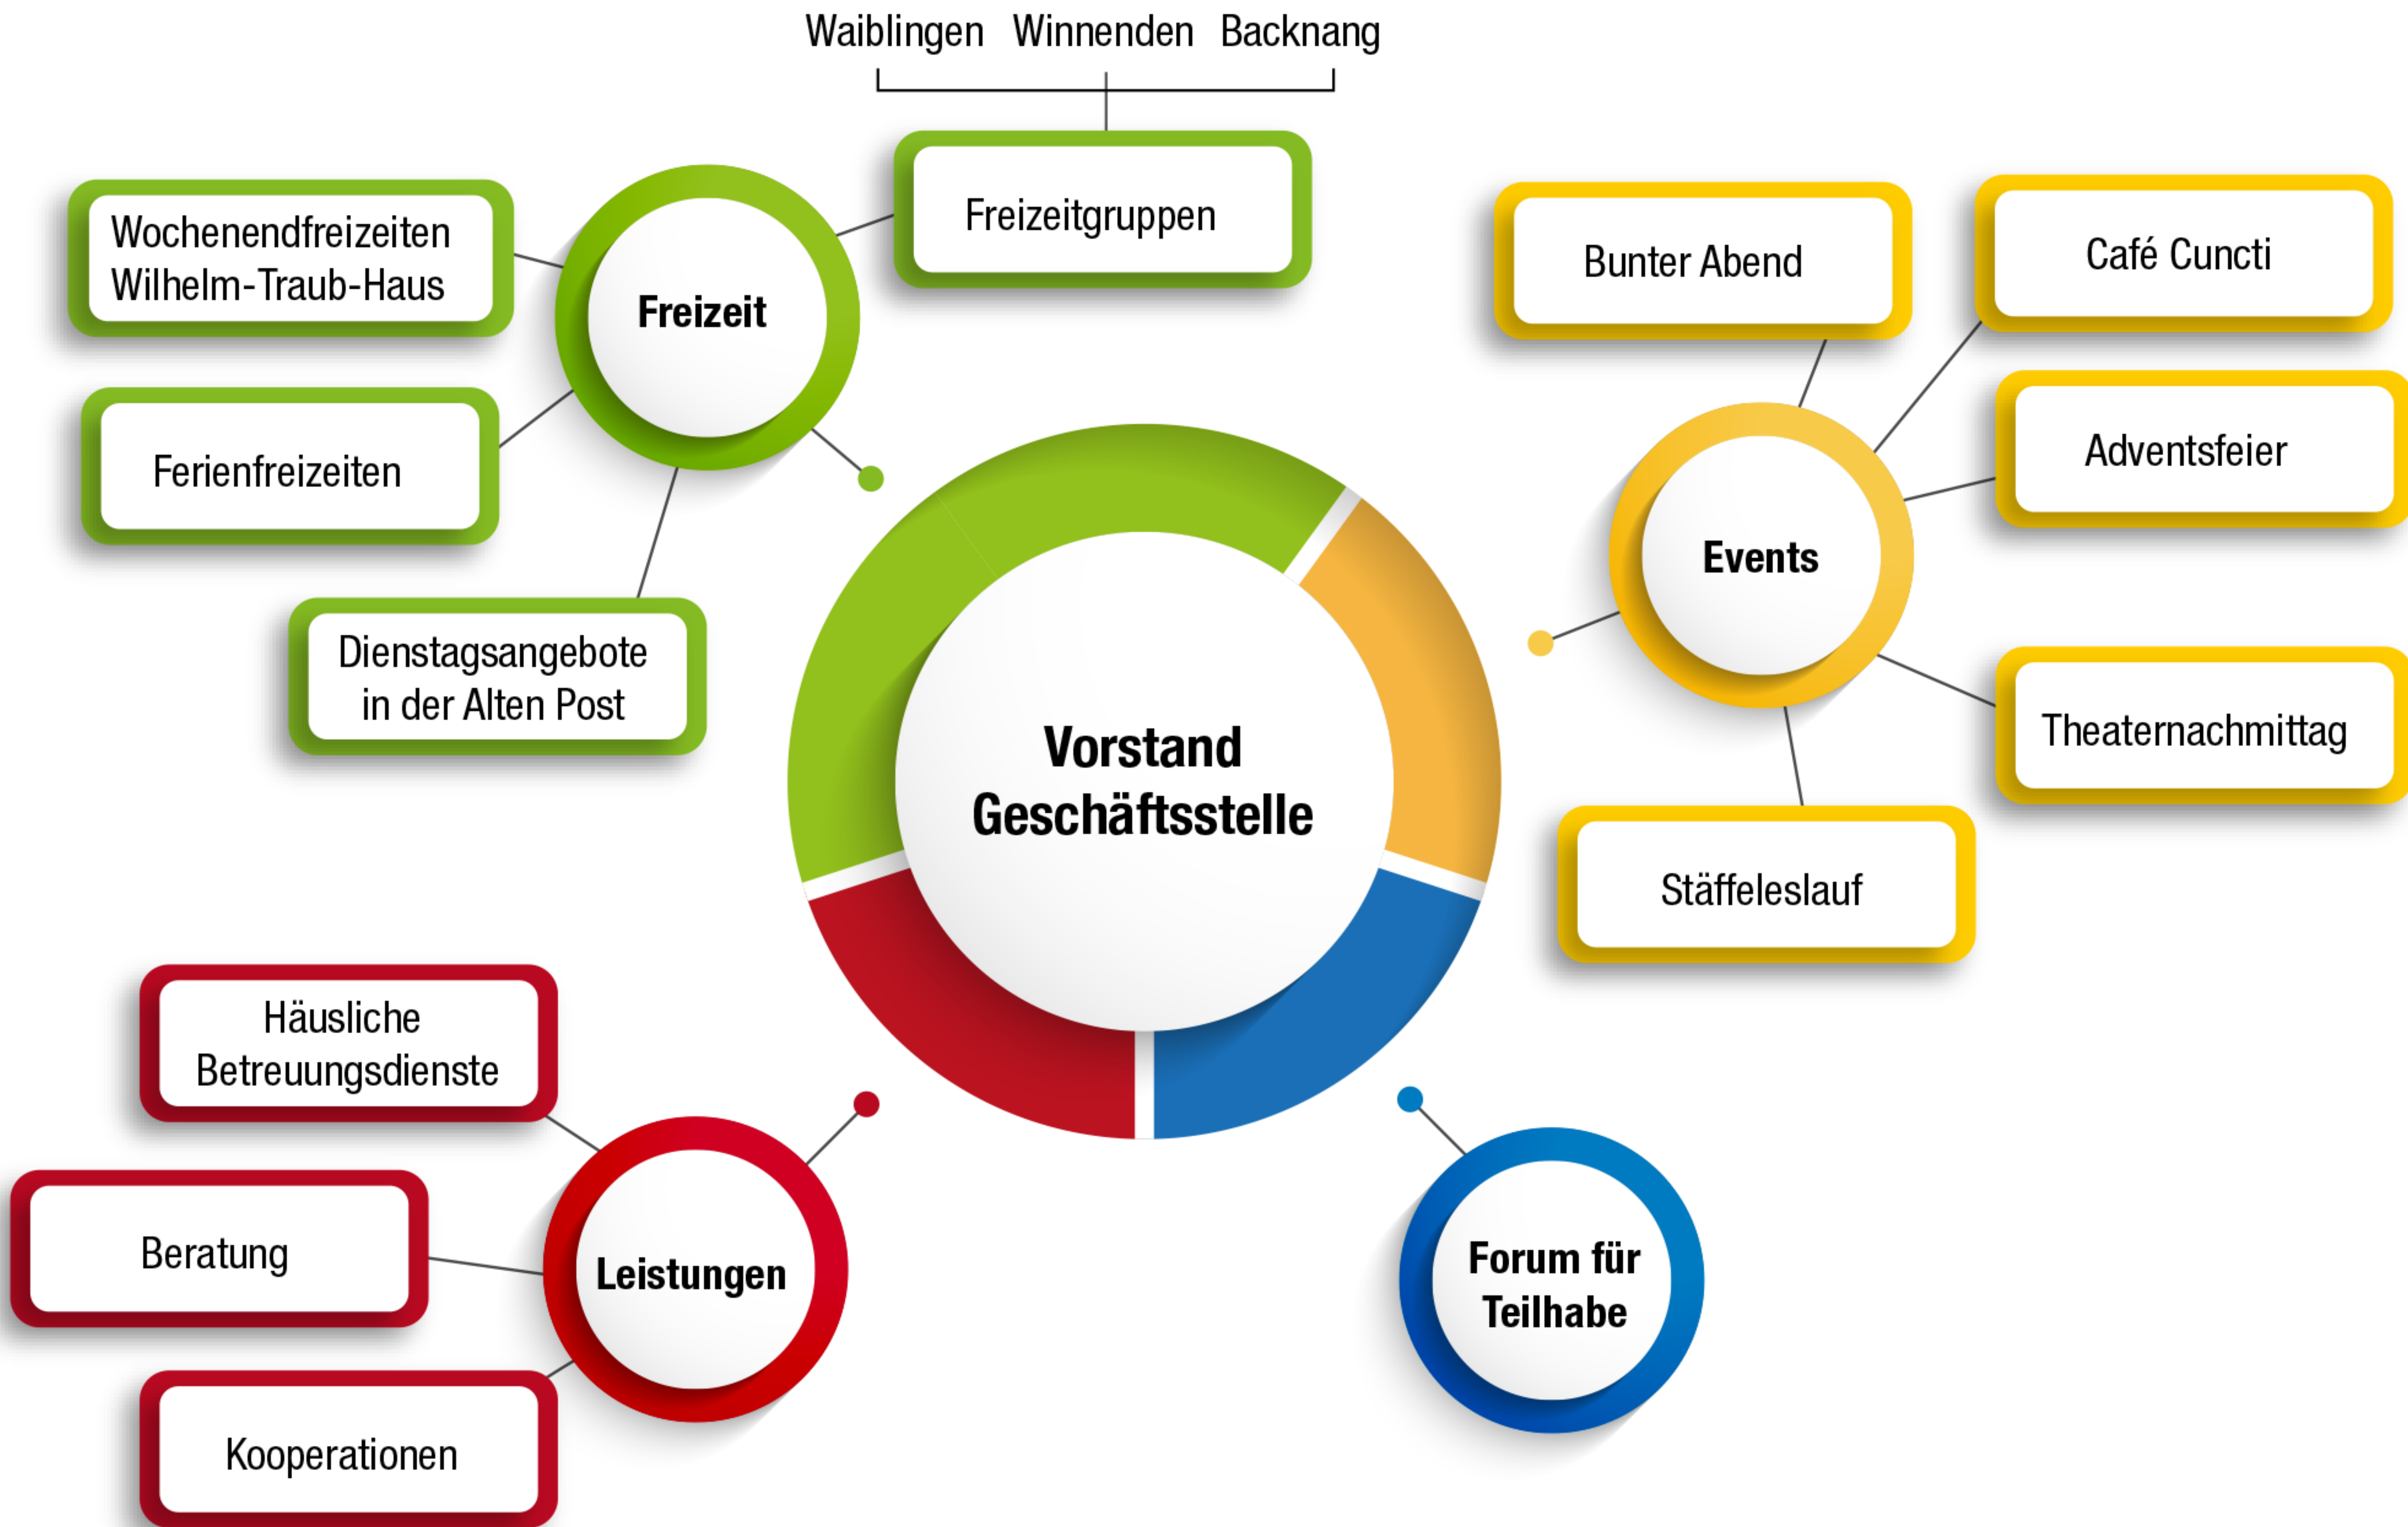 Waiblingen Winnenden Backnang
Freizeitgruppen
Wochenendfreizeiten
Wilhelm-Traub-Haus
Freizeit
Ferienfreizeiten
Dienstagsangebote
in der Alten Post
Bunter Abend
Café Cuncti
Adventsfeier
Events
Theaternachmittag
Stäffeleslauf
Vorstand
Geschäftsstelle
Häusliche
Betreuungsdienste
Beratung
Leistungen
Kooperationen
Forum für
Teilhabe